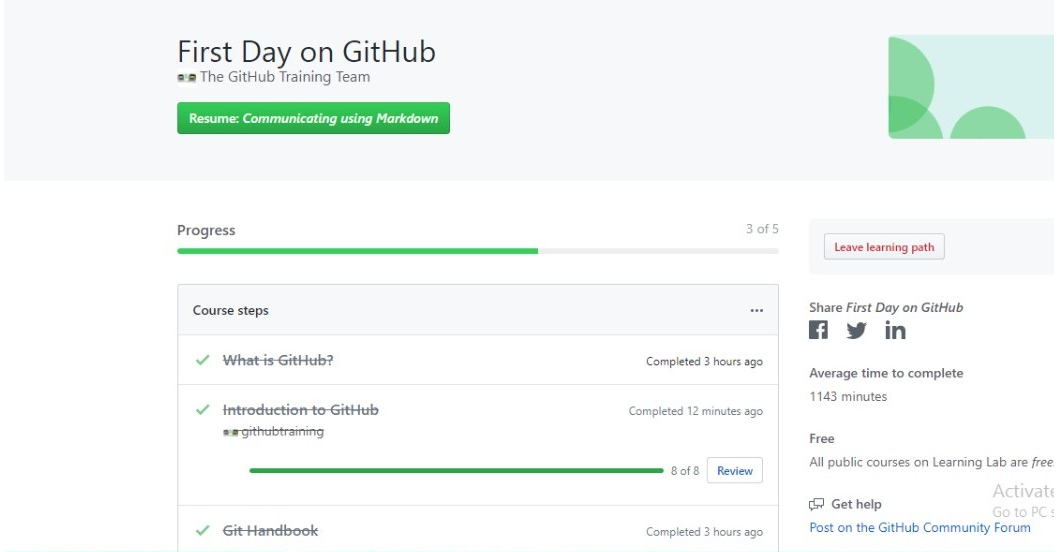 First Day on GitHub
The GitHub Training Team
Resume: Communicating using Markdown
Progress
3 of 5
Course steps
...
What is GitHub?
Completed 3 hours ago
Introduction to GitHub
Completed 12 minutes ago
githubtraining
8 of 8
Review
Git Handbook
Completed 3 hours ago
Leave learning path
Share First Day on GitHub
Average time to complete
1143 minutes
Free
All public courses on Learning Lab are free
Get help
Post on the GitHub Community Forum
Activate
Go to PC s